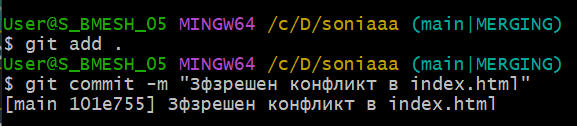 User@S_BMESH_05 MINGW64 /c/D/soniaaa (main|MERGING)
$ git add .
User@S_BMESH_05 MINGW64 /c/D/soniaaa (main|MERGING)
$ git commit -m "Зфзрешен конфликт в index.html"
[main 101e755] Зфзрешен конфликт в index.html